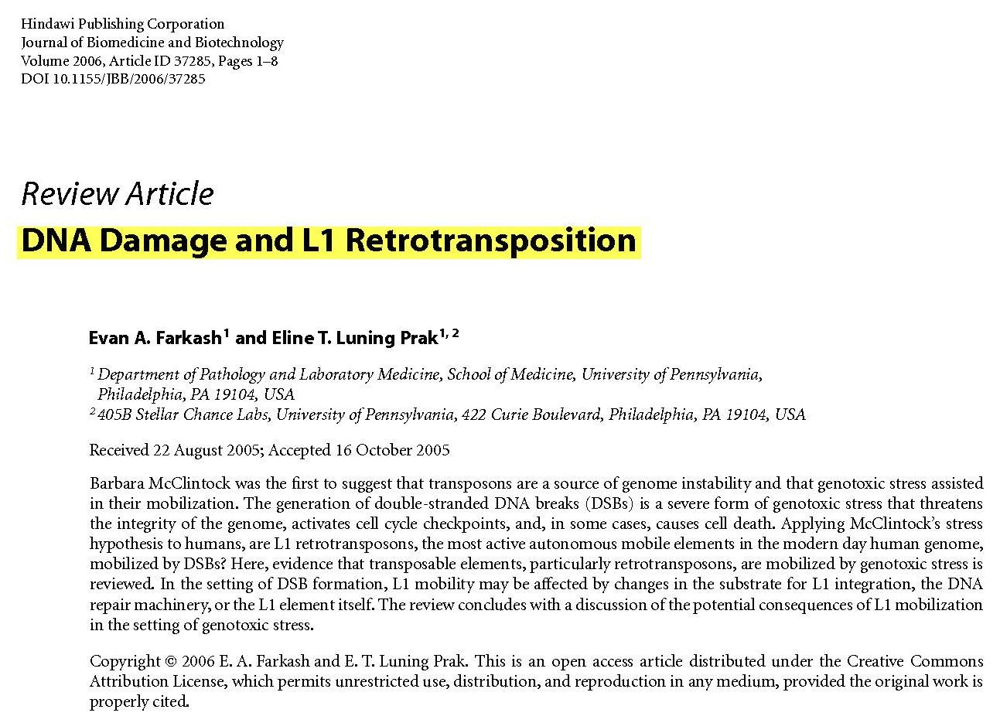 Hindawi Publishing Corporation
Journal of Biomedicine and Biotechnology
Volume 2006, Article ID 37285, Pages 1–8
DOI 10.1155/JBB/2006/37285
Review Article
DNA Damage and L1 Retrotransposition
Evan A. Farkash1 and Eline T. Luning Prak1, 2
1 Department of Pathology and Laboratory Medicine, School of Medicine, University of Pennsylvania,
Philadelphia, PA 19104, USA
2 405B Stellar Chance Labs, University of Pennsylvania, 422 Curie Boulevard, Philadelphia, PA 19104, USA
Received 22 August 2005; Accepted 16 October 2005
Barbara McClintock was the first to suggest that transposons are a source of genome instability and that genotoxic stress assisted
in their mobilization. The generation of double-stranded DNA breaks (DSBs) is a severe form of genotoxic stress that threatens
the integrity of the genome, activates cell cycle checkpoints, and, in some cases, causes cell death. Applying McClintock’s stress
hypothesis to humans, are L1 retrotransposons, the most active autonomous mobile elements in the modern day human genome,
mobilized by DSBs? Here, evidence that transposable elements, particularly retrotransposons, are mobilized by genotoxic stress is
reviewed. In the setting of DSB formation, L1 mobility may be affected by changes in the substrate for L1 integration, the DNA
repair machinery, or the L1 element itself. The review concludes with a discussion of the potential consequences of L1 mobilization
in the setting of genotoxic stress.
Copyright © 2006 E. A. Farkash and E. T. Luning Prak. This is an open access article distributed under the Creative Commons
Attribution License, which permits unrestricted use, distribution, and reproduction in any medium, provided the original work is
properly cited.